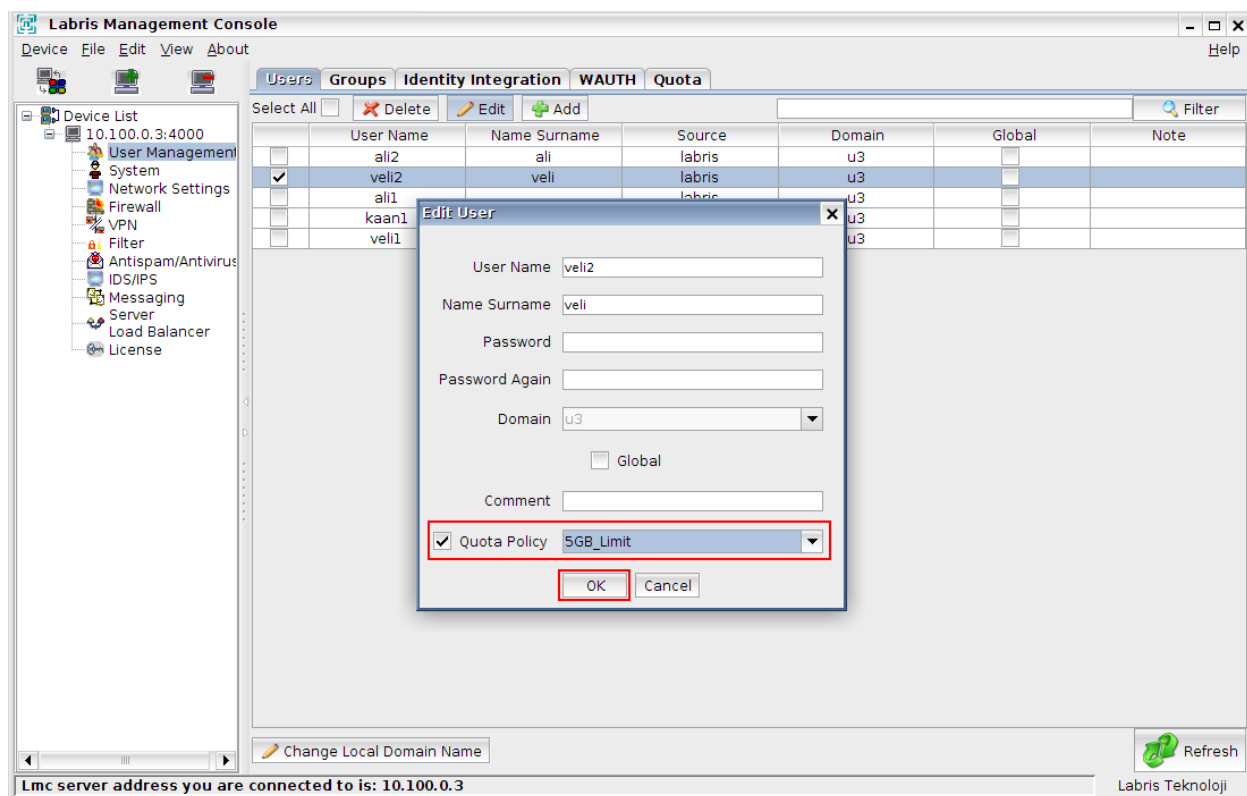 Labris Management Console
Device File Edit View About Help
Users Groups Identity Integration WAUTH Quota
Select All Delete Edit Add Filter
Device List
10.100.0.3:4000
User Management
System
Network Settings
Firewall
VPN
Filter
Antispam/Antivirus
IDS/IPS
Messaging
Server
Load Balancer
License
User Name Name Surname Source Domain Global Note
ali2 ali labris u3
veli2 veli labris u3
ali1 labris u3
kaan1 u3
veli1 u3
Edit User
User Name veli2
Name Surname veli
Password
Password Again
Domain u3
Global
Comment
Quota Policy 5GB_Limit
OK Cancel
Change Local Domain Name Refresh
Lmc server address you are connected to is: 10.100.0.3 Labris Teknoloji